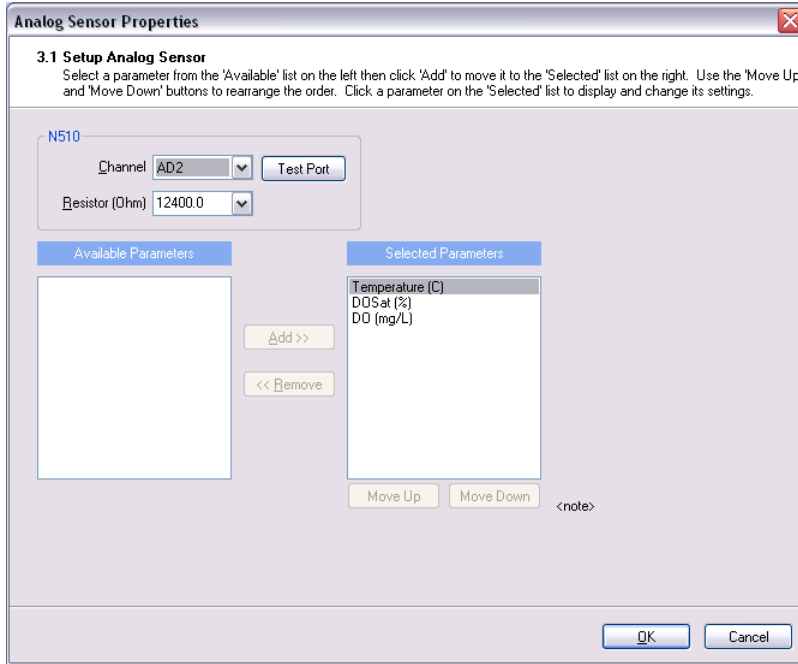 Analog Sensor Properties
3.1 Setup Analog Sensor
Select a parameter from the 'Available' list on the left then click 'Add' to move it to the 'Selected' list on the right. Use the 'Move Up
and 'Move Down' buttons to rearrange the order. Click a parameter on the 'Selected' list to display and change its settings.
N510
Channel AD2 Test Port
Resistor (Ohm) 12400.0
Available Parameters Selected Parameters
Temperature (C)
DOSat (%)
DO (mg/L)
Add >>
<< Remove
Move Up Move Down <note>
OK Cancel